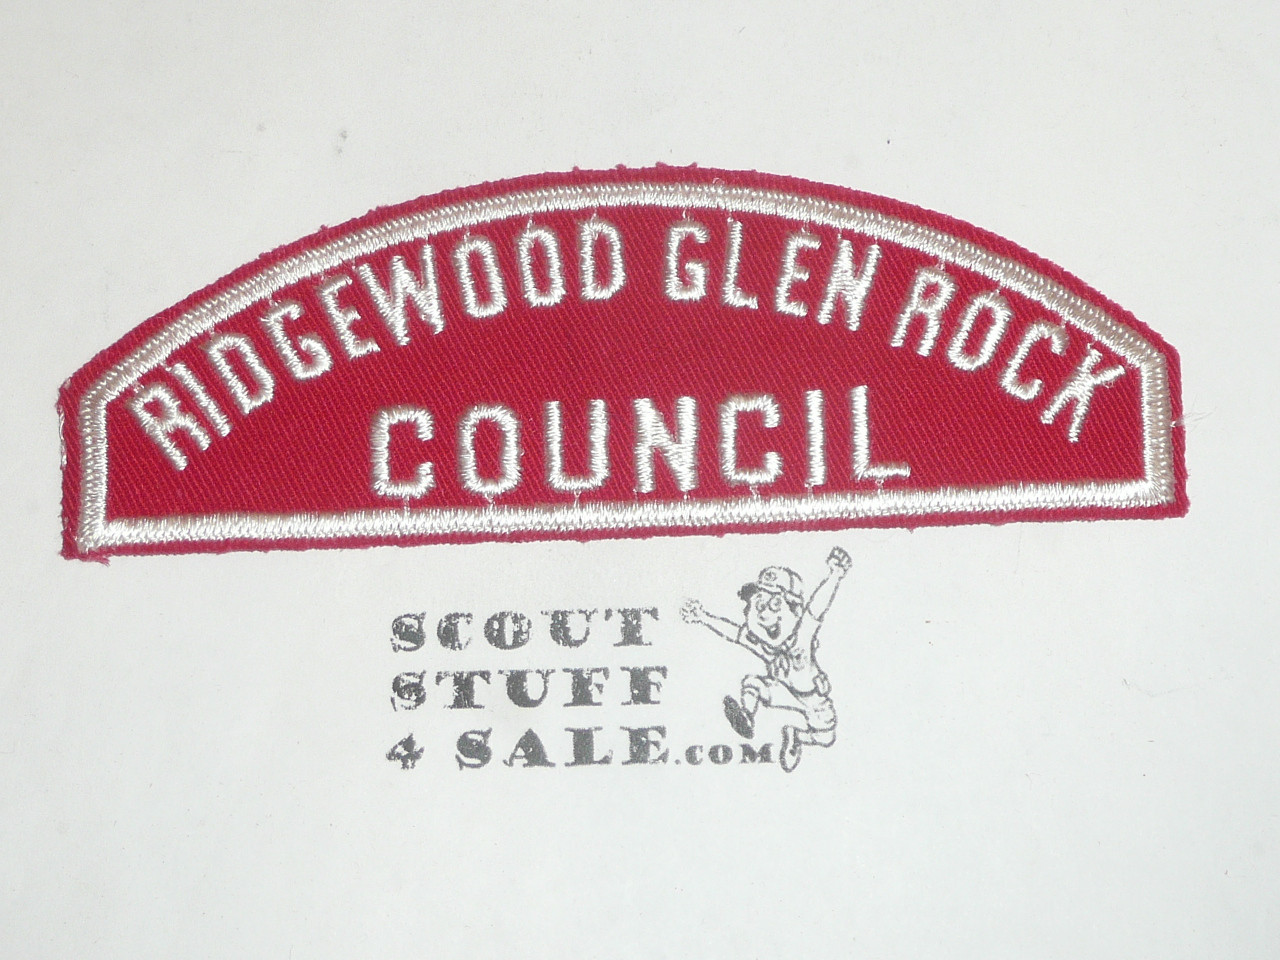 RIDGEWOOD GLEN ROCK
COUNCIL
SCOUT
STUFF
4 SALE.COM